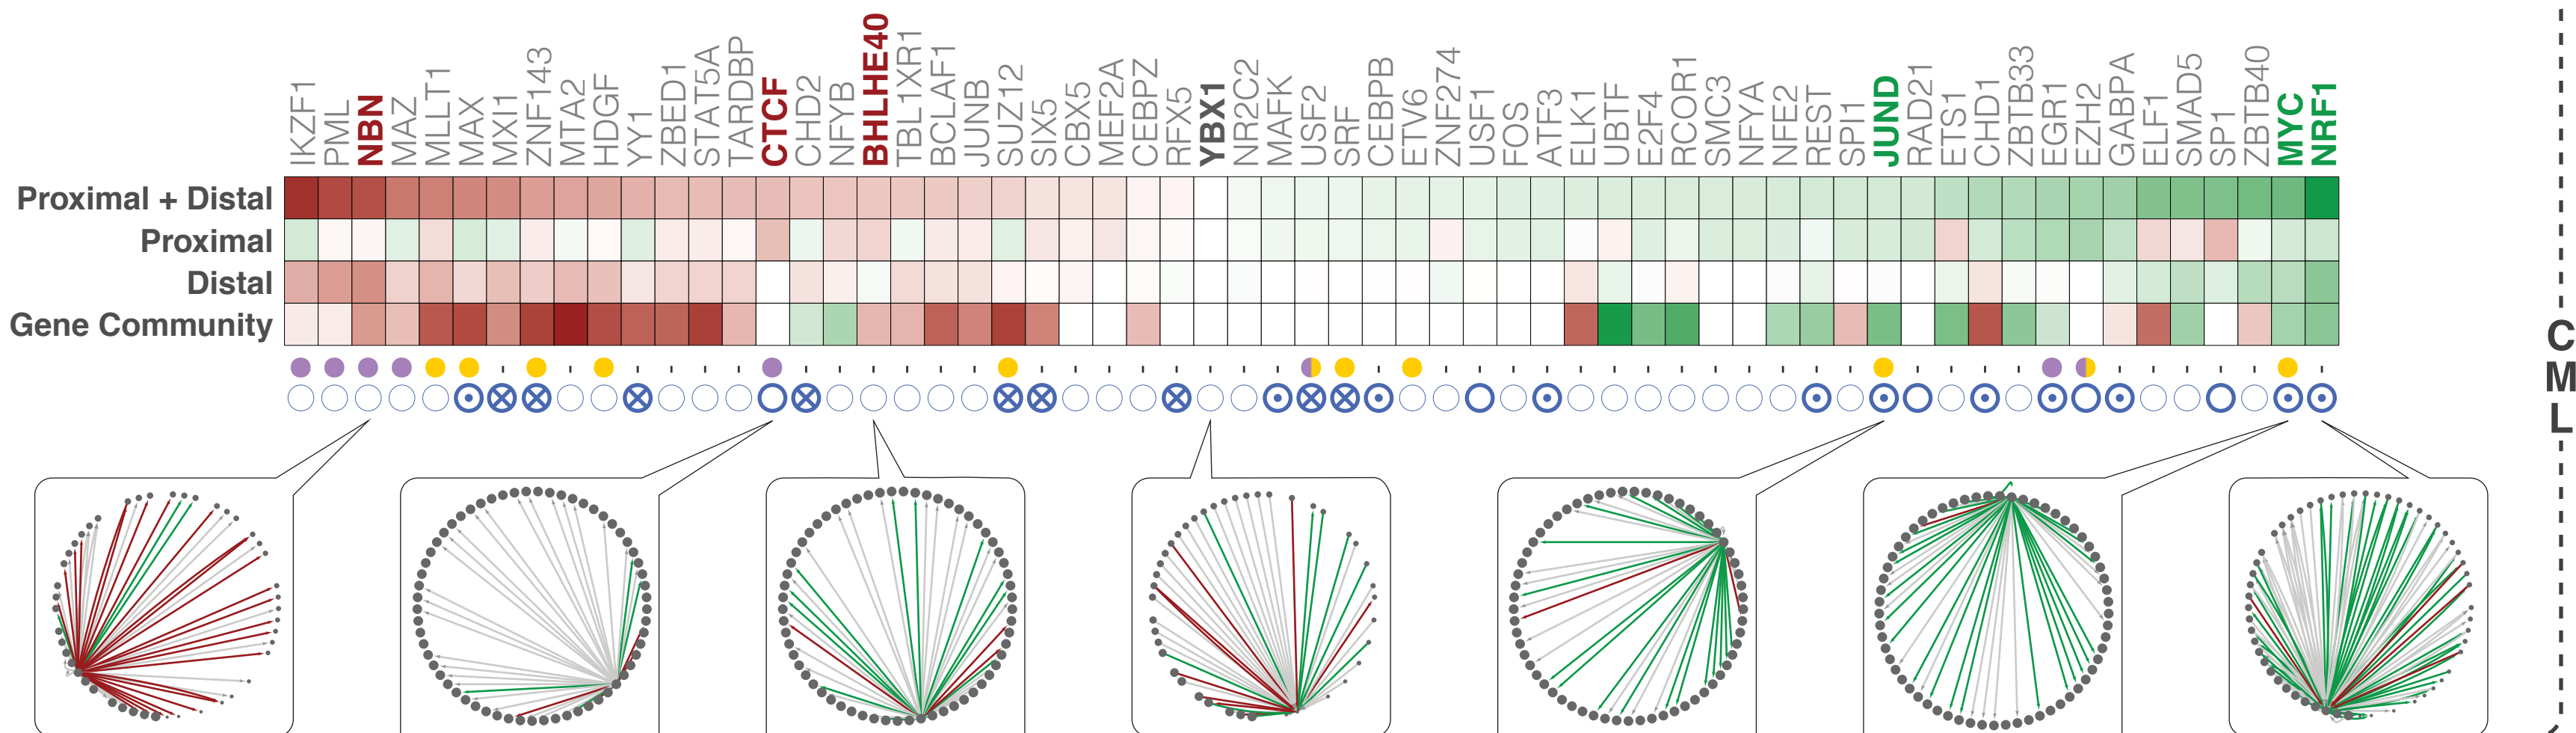 IKZF1
PML
NBN
MAZ
MLLT1
MAX
MXI1
ZNF143
MTA2
HDGF
YY1
ZBED1
STAT5A
TARDBP
CTCF
CHD2
NFYB
BHLHE40
TBL1XR1
BCLAF1
JUNB
SUZ12
SIX5
CBX5
MEF2A
CEBPZ
RFX5
YBX1
NR2C2
MAFK
USF2
SRF
CEBPB
ETV6
ZNF274
USF1
FOS
ATF3
ELK1
UBTF
E2F4
RCOR1
SMC3
NFYA
NFE2
REST
SPI1
JUND
RAD21
ETS1
CHD1
ZBTB33
EGR1
EZH2
GABPA
ELF1
SMAD5
SP1
ZBTB40
MYC
NRF1
Proximal + Distal
Proximal
Distal
Gene Community
CML